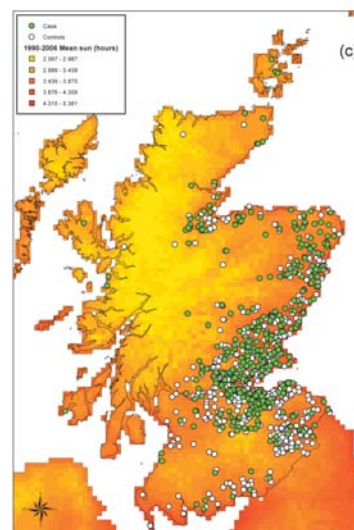 Case
Controls
1990-2006 Mean sun (hours)
2.997 - 2.987
2.988 - 3.438
3.439 - 3.875
3.876 - 4.309
4.310 - 5.381
(c